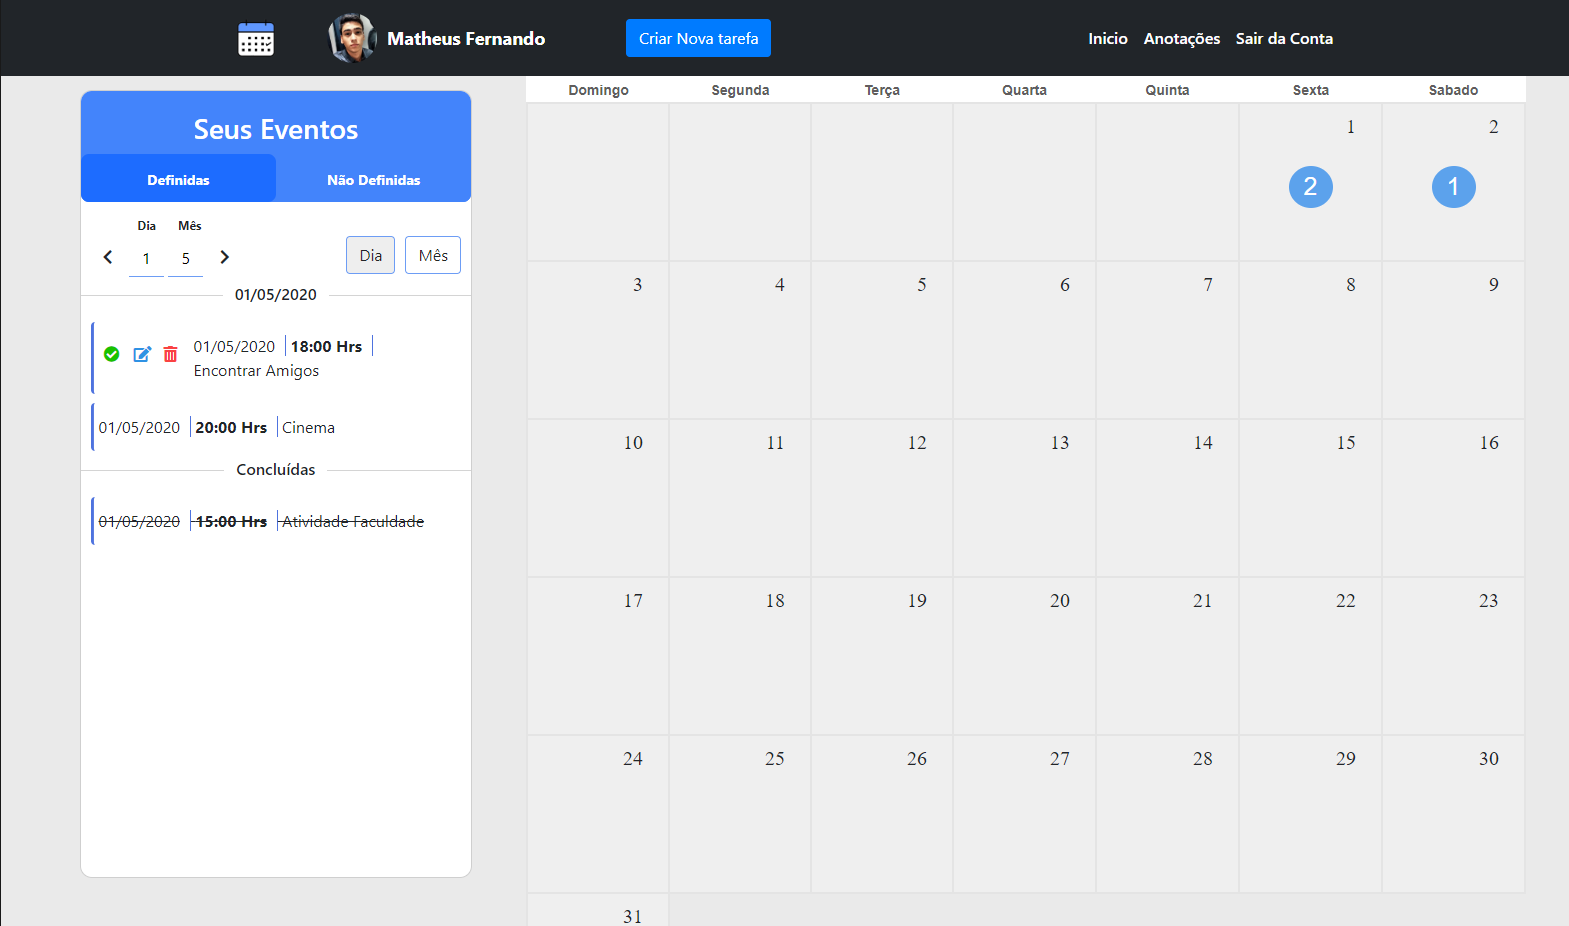 Matheus Fernando
Criar Nova tarefa
Inicio Anotações Sair da Conta
Seus Eventos
Definidas Não Definidas
Dia Mês
1 5
Dia Mês
01/05/2020
01/05/2020 18:00 Hrs
Encontrar Amigos
01/05/2020 20:00 Hrs Cinema
Concluídas
01/05/2020 15:00 Hrs Atividade Faculdade
Domingo Segunda Terça Quarta Quinta Sexta Sabado
1 2
2 1
3 4 5 6 7 8 9
10 11 12 13 14 15 16
17 18 19 20 21 22 23
24 25 26 27 28 29 30
31